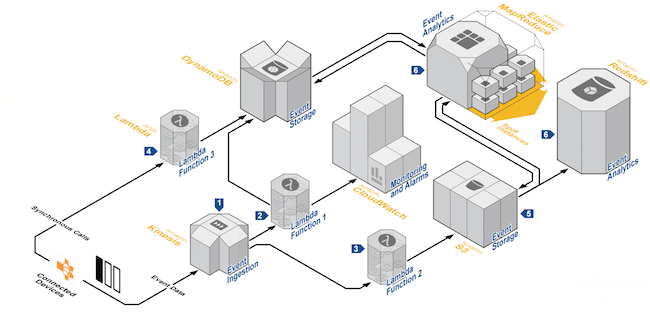 Event
Analytics
Amazon
Elastic
MapReduce
Amazon
DynamoDB
Event
Storage
6
Spot
Instances
Amazon
Redshift
6
Event
Analytics
AWS
Lambda
4
Lambda
Function 3
Monitoring
and Alarms
Amazon
CloudWatch
1
2
Lambda
Function 1
Amazon
Kinesis
Event
Ingestion
3
Lambda
Function 2
5
Event
Storage
Amazon
S3
Synchronous Calls
Connected
Devices
Event Data